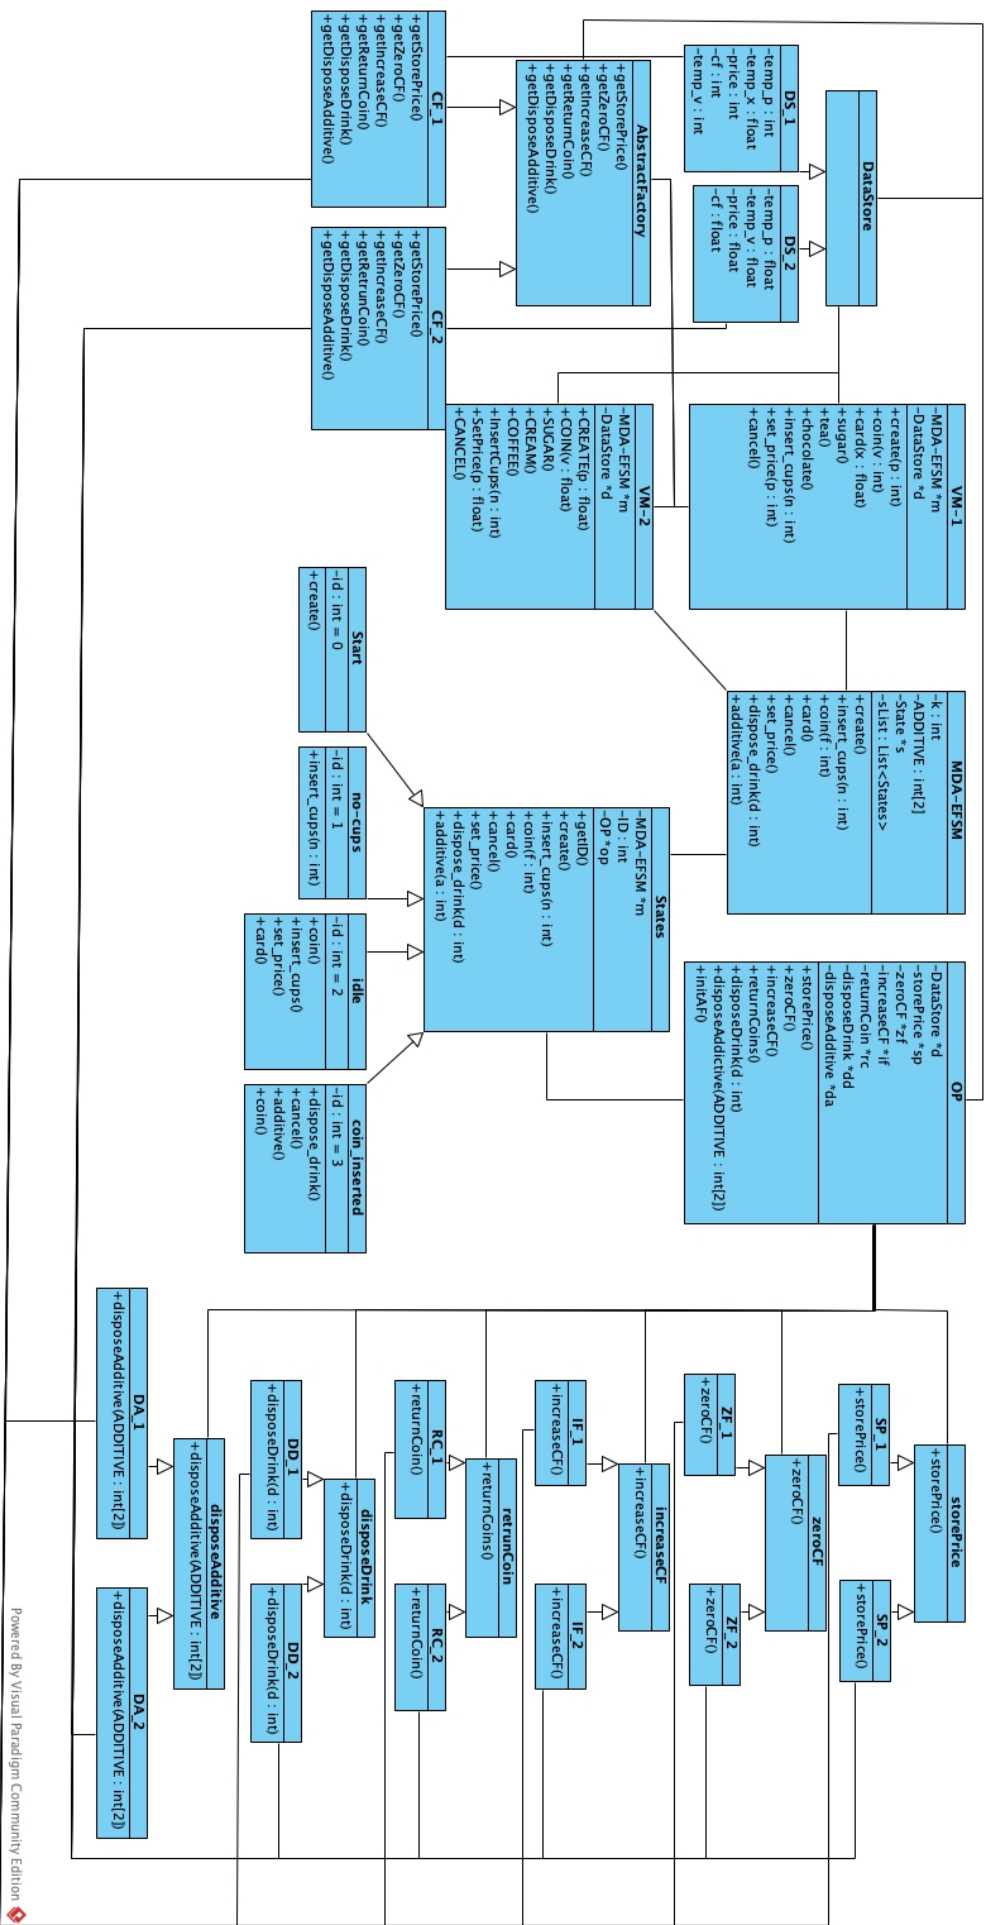 VM-1
-MDA-EFSM *m
-DataStore *d
+create(p : int)
+coin(v : int)
+card(x : float)
+sugar()
+tea()
+chocolate()
+insert_cups(n : int)
+set_price(p : int)
+cancel()
MDA-EFSM
-k : int
-ADDITIVE : int[2]
-State *s
-sList : List<States>
+create()
+insert_cups(n : int)
+coin(f : int)
+card()
+cancel()
+set_price()
+dispose_drink(d : int)
+additive(a : int)
OP
-DataStore *d
-storePrice *sp
-zeroCF *zf
-increaseCF *if
-returnCoin *rc
-disposeDrink *dd
-disposeAdditive *da
+storePrice()
+zeroCF()
+increaseCF()
+returnCoins()
+disposeDrink(d : int)
+disposeAddictive(ADDITIVE : int[2])
+initAF()
storePrice
+storePrice()
SP_1
+storePrice()
SP_2
+storePrice()
DataStore
DS_1
-temp_p : int
-temp_x : float
-price : int
-cf : int
-temp_v : int
DS_2
-temp_p : float
-temp_v : float
-price : float
-cf : float
zeroCF
+zeroCF()
ZF_1
+zeroCF()
ZF_2
+zeroCF()
AbstractFactory
+getStorePrice()
+getZeroCF()
+getIncreaseCF()
+getReturnCoin()
+getDisposeDrink()
+getDisposeAdditive()
VM-2
-MDA-EFSM *m
-DataStore *d
+CREATE(p : float)
+COIN(v : float)
+SUGAR()
+CREAM()
+COFFEE()
+InsertCups(n : int)
+SetPrice(p : float)
+CANCEL()
States
-MDA-EFSM *m
-ID : int
-OP *op
+getID()
+create()
+insert_cups(n : int)
+coin(f : int)
+card()
+cancel()
+set_price()
+dispose_drink(d : int)
+additive(a : int)
increaseCF
+increaseCF()
IF_1
+increaseCF()
IF_2
+increaseCF()
retrunCoin
+returnCoins()
RC_1
+returnCoin()
RC_2
+returnCoin()
CF_1
+getStorePrice()
+getZeroCF()
+getIncreaseCF()
+getReturnCoin()
+getDisposeDrink()
+getDisposeAdditive()
CF_2
+getStorePrice()
+getZeroCF()
+getIncreaseCF()
+getRetrunCoin()
+getDisposeDrink()
+getDisposeAdditive()
Start
-id : int = 0
+create()
no-cups
-id : int = 1
+insert_cups(n : int)
idle
-id : int = 2
+coin()
+insert_cups()
+set_price()
+card()
coin_inserted
-id : int = 3
+dispose_drink()
+cancel()
+additive()
+coin()
disposeDrink
+disposeDrink(d : int)
DD_1
+disposeDrink(d : int)
DD_2
+disposeDrink(d : int)
disposeAdditive
+disposeAdditive(ADDITIVE : int[2])
DA_1
+disposeAdditive(ADDITIVE : int[2])
DA_2
+disposeAdditive(ADDITIVE : int[2])
Powered By Visual Paradigm Community Edition